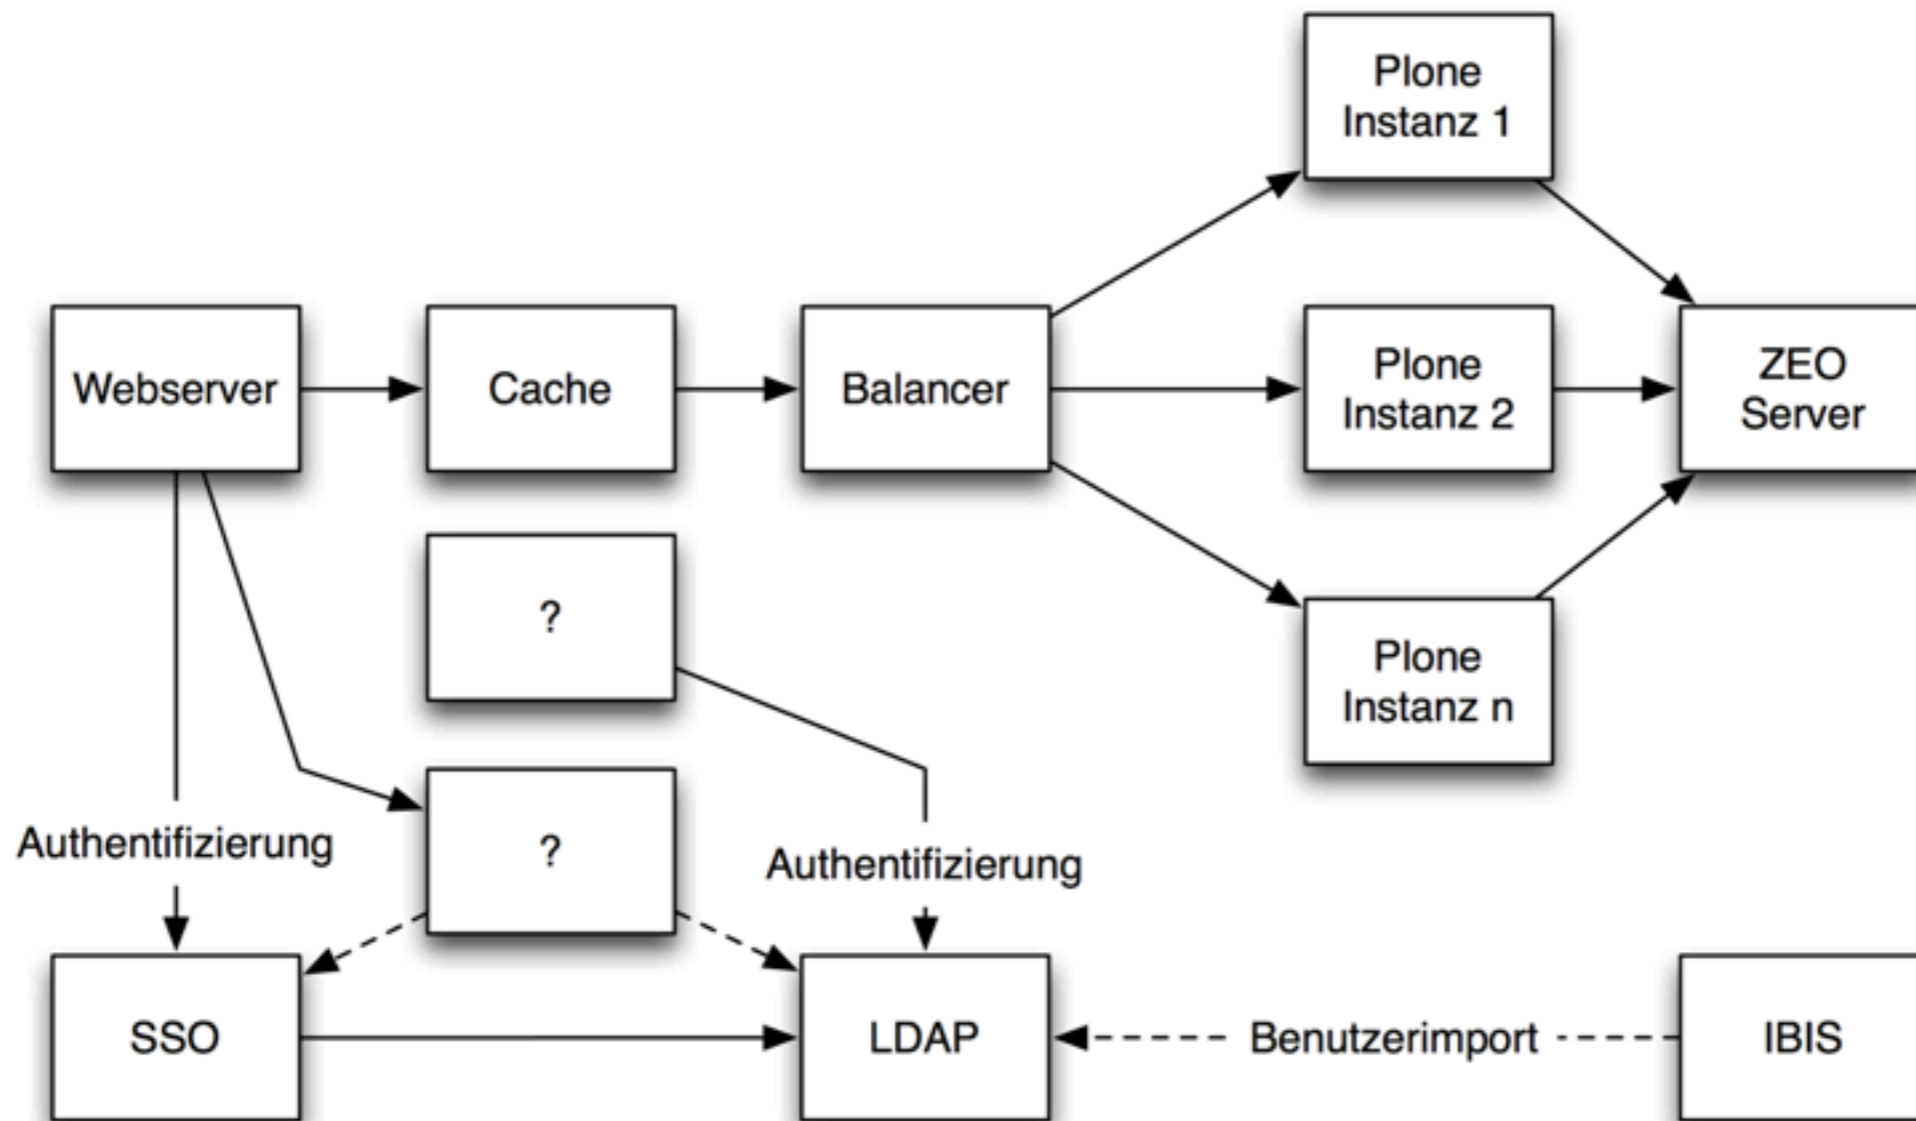 Plone
Instanz 1
Webserver
Cache
Balancer
Plone
Instanz 2
ZEO
Server
?
Plone
Instanz n
?
Authentifizierung
Authentifizierung
SSO
LDAP
Benutzerimport
IBIS